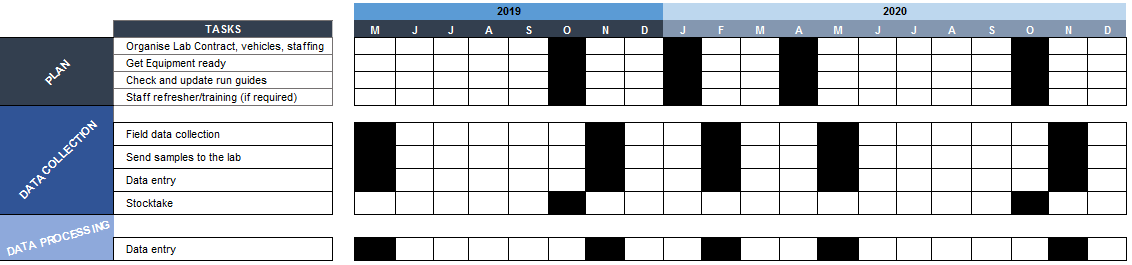 2019 2020
TASKS M J J A S O N D J F M A M J J A S O N D
PLAN
Organise Lab Contract, vehicles, staffing
Get Equipment ready
Check and update run guides
Staff refresher/training (if required)
DATA COLLECTION
Field data collection
Send samples to the lab
Data entry
Stocktake
DATA PROCESSING
Data entry